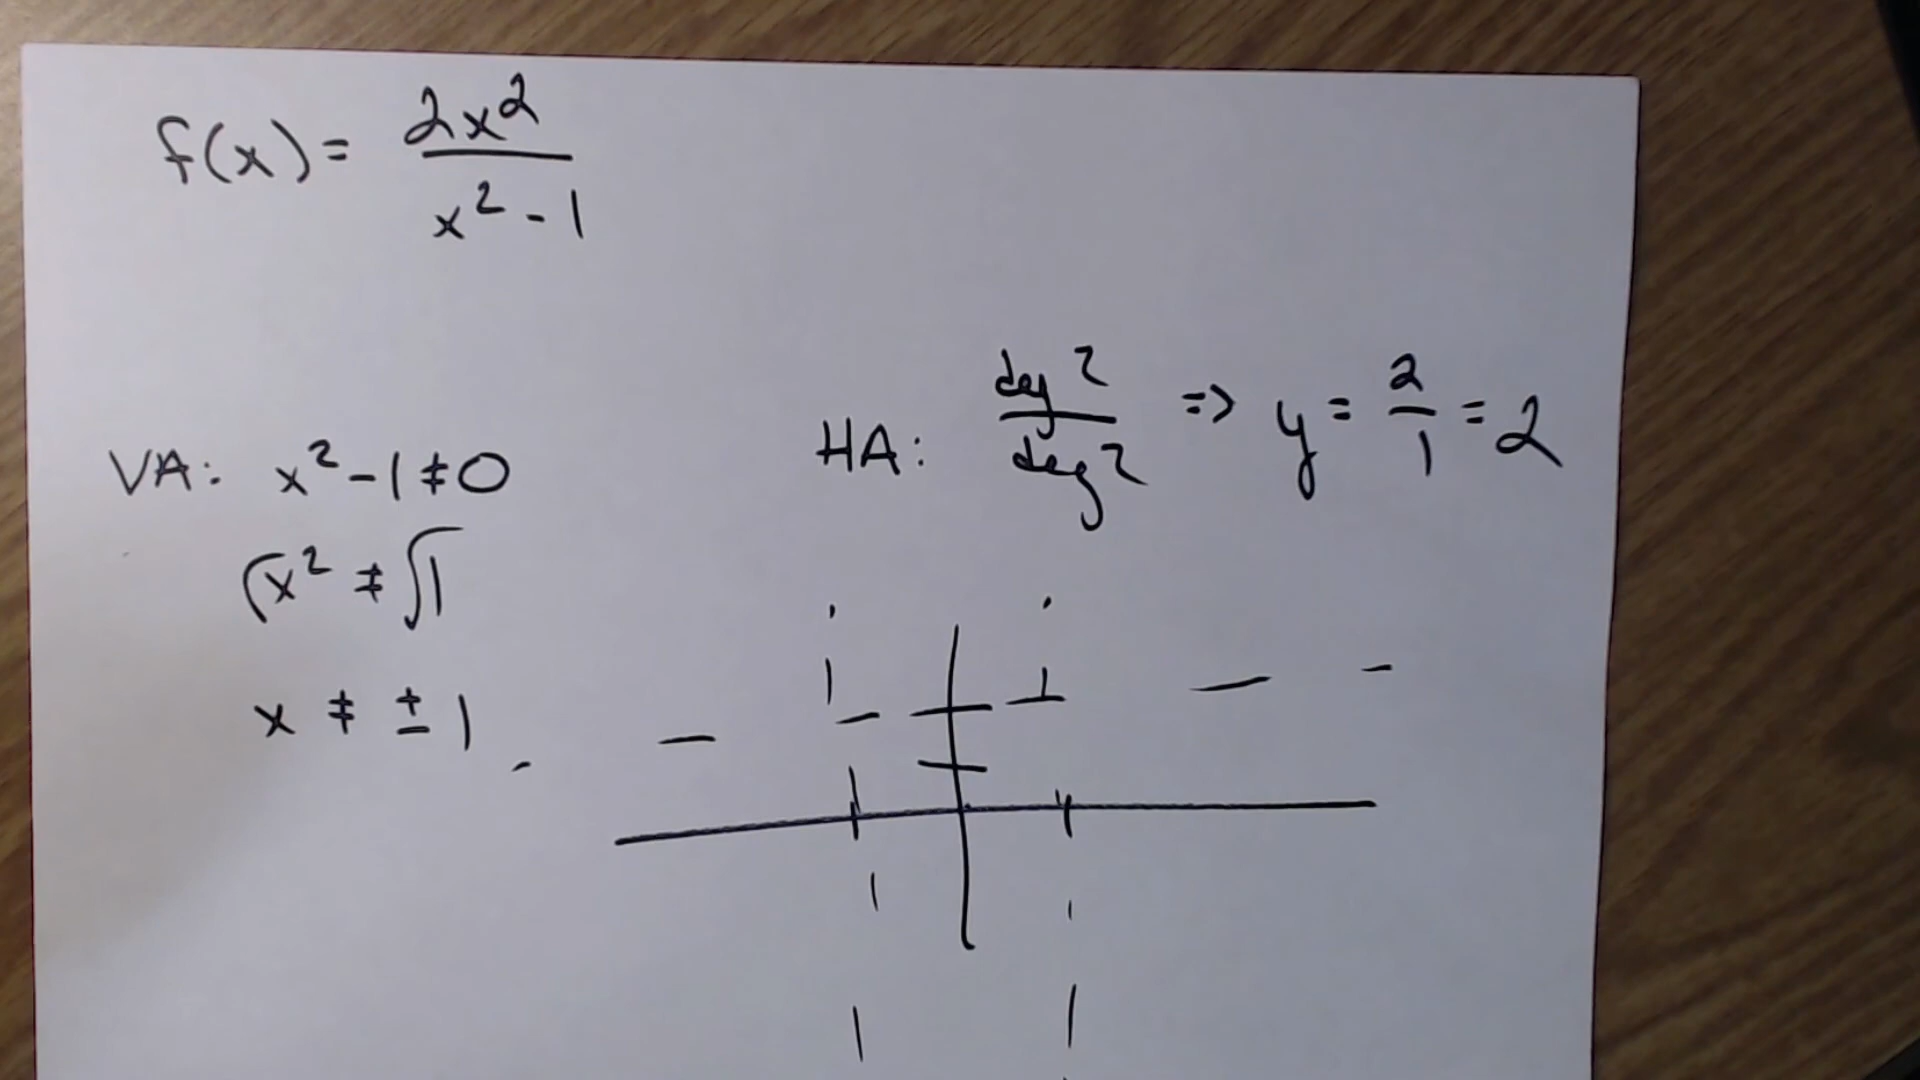 f(x) = 2x²/(x² - 1)
VA: x² - 1 ≠ 0
√x² ≠ √1
x ≠ ± 1
HA: deg 2/deg 2 => y = 2/1 = 2